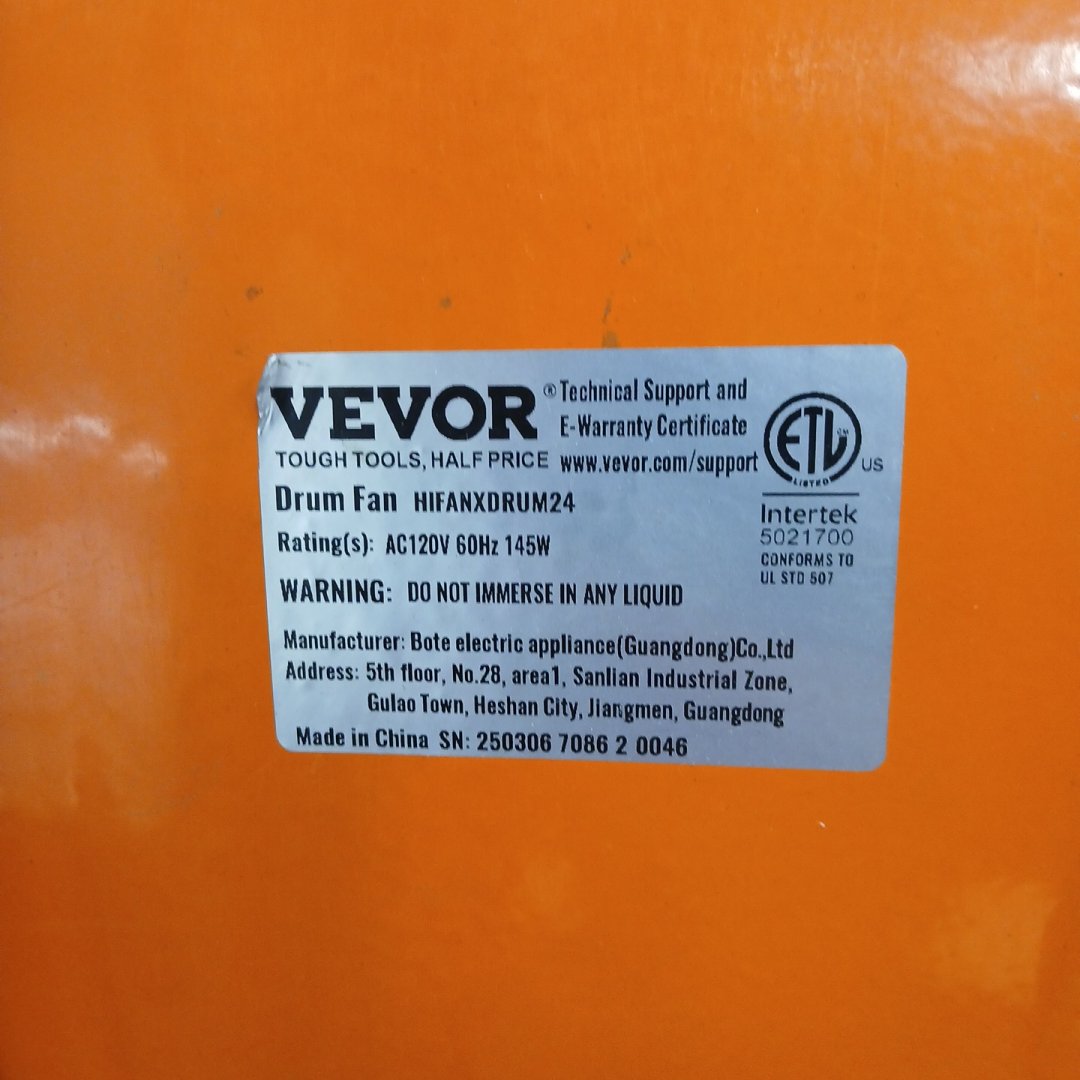 VEVOR® Technical Support and
E-Warranty Certificate
TOUGH TOOLS, HALF PRICE www.vevor.com/support
ETL CM
LISTED
US
Drum Fan HIFANXDRUM24
Intertek
5021700
Rating(s): AC120V 60Hz 145W
CONFORMS TO
UL STD 507
WARNING: DO NOT IMMERSE IN ANY LIQUID
Manufacturer: Bote electric appliance(Guangdong)Co.,Ltd
Address: 5th floor, No.28, area1, Sanlian Industrial Zone,
Gulao Town, Heshan City, Jiangmen, Guangdong
Made in China SN: 250306 7086 2 0046